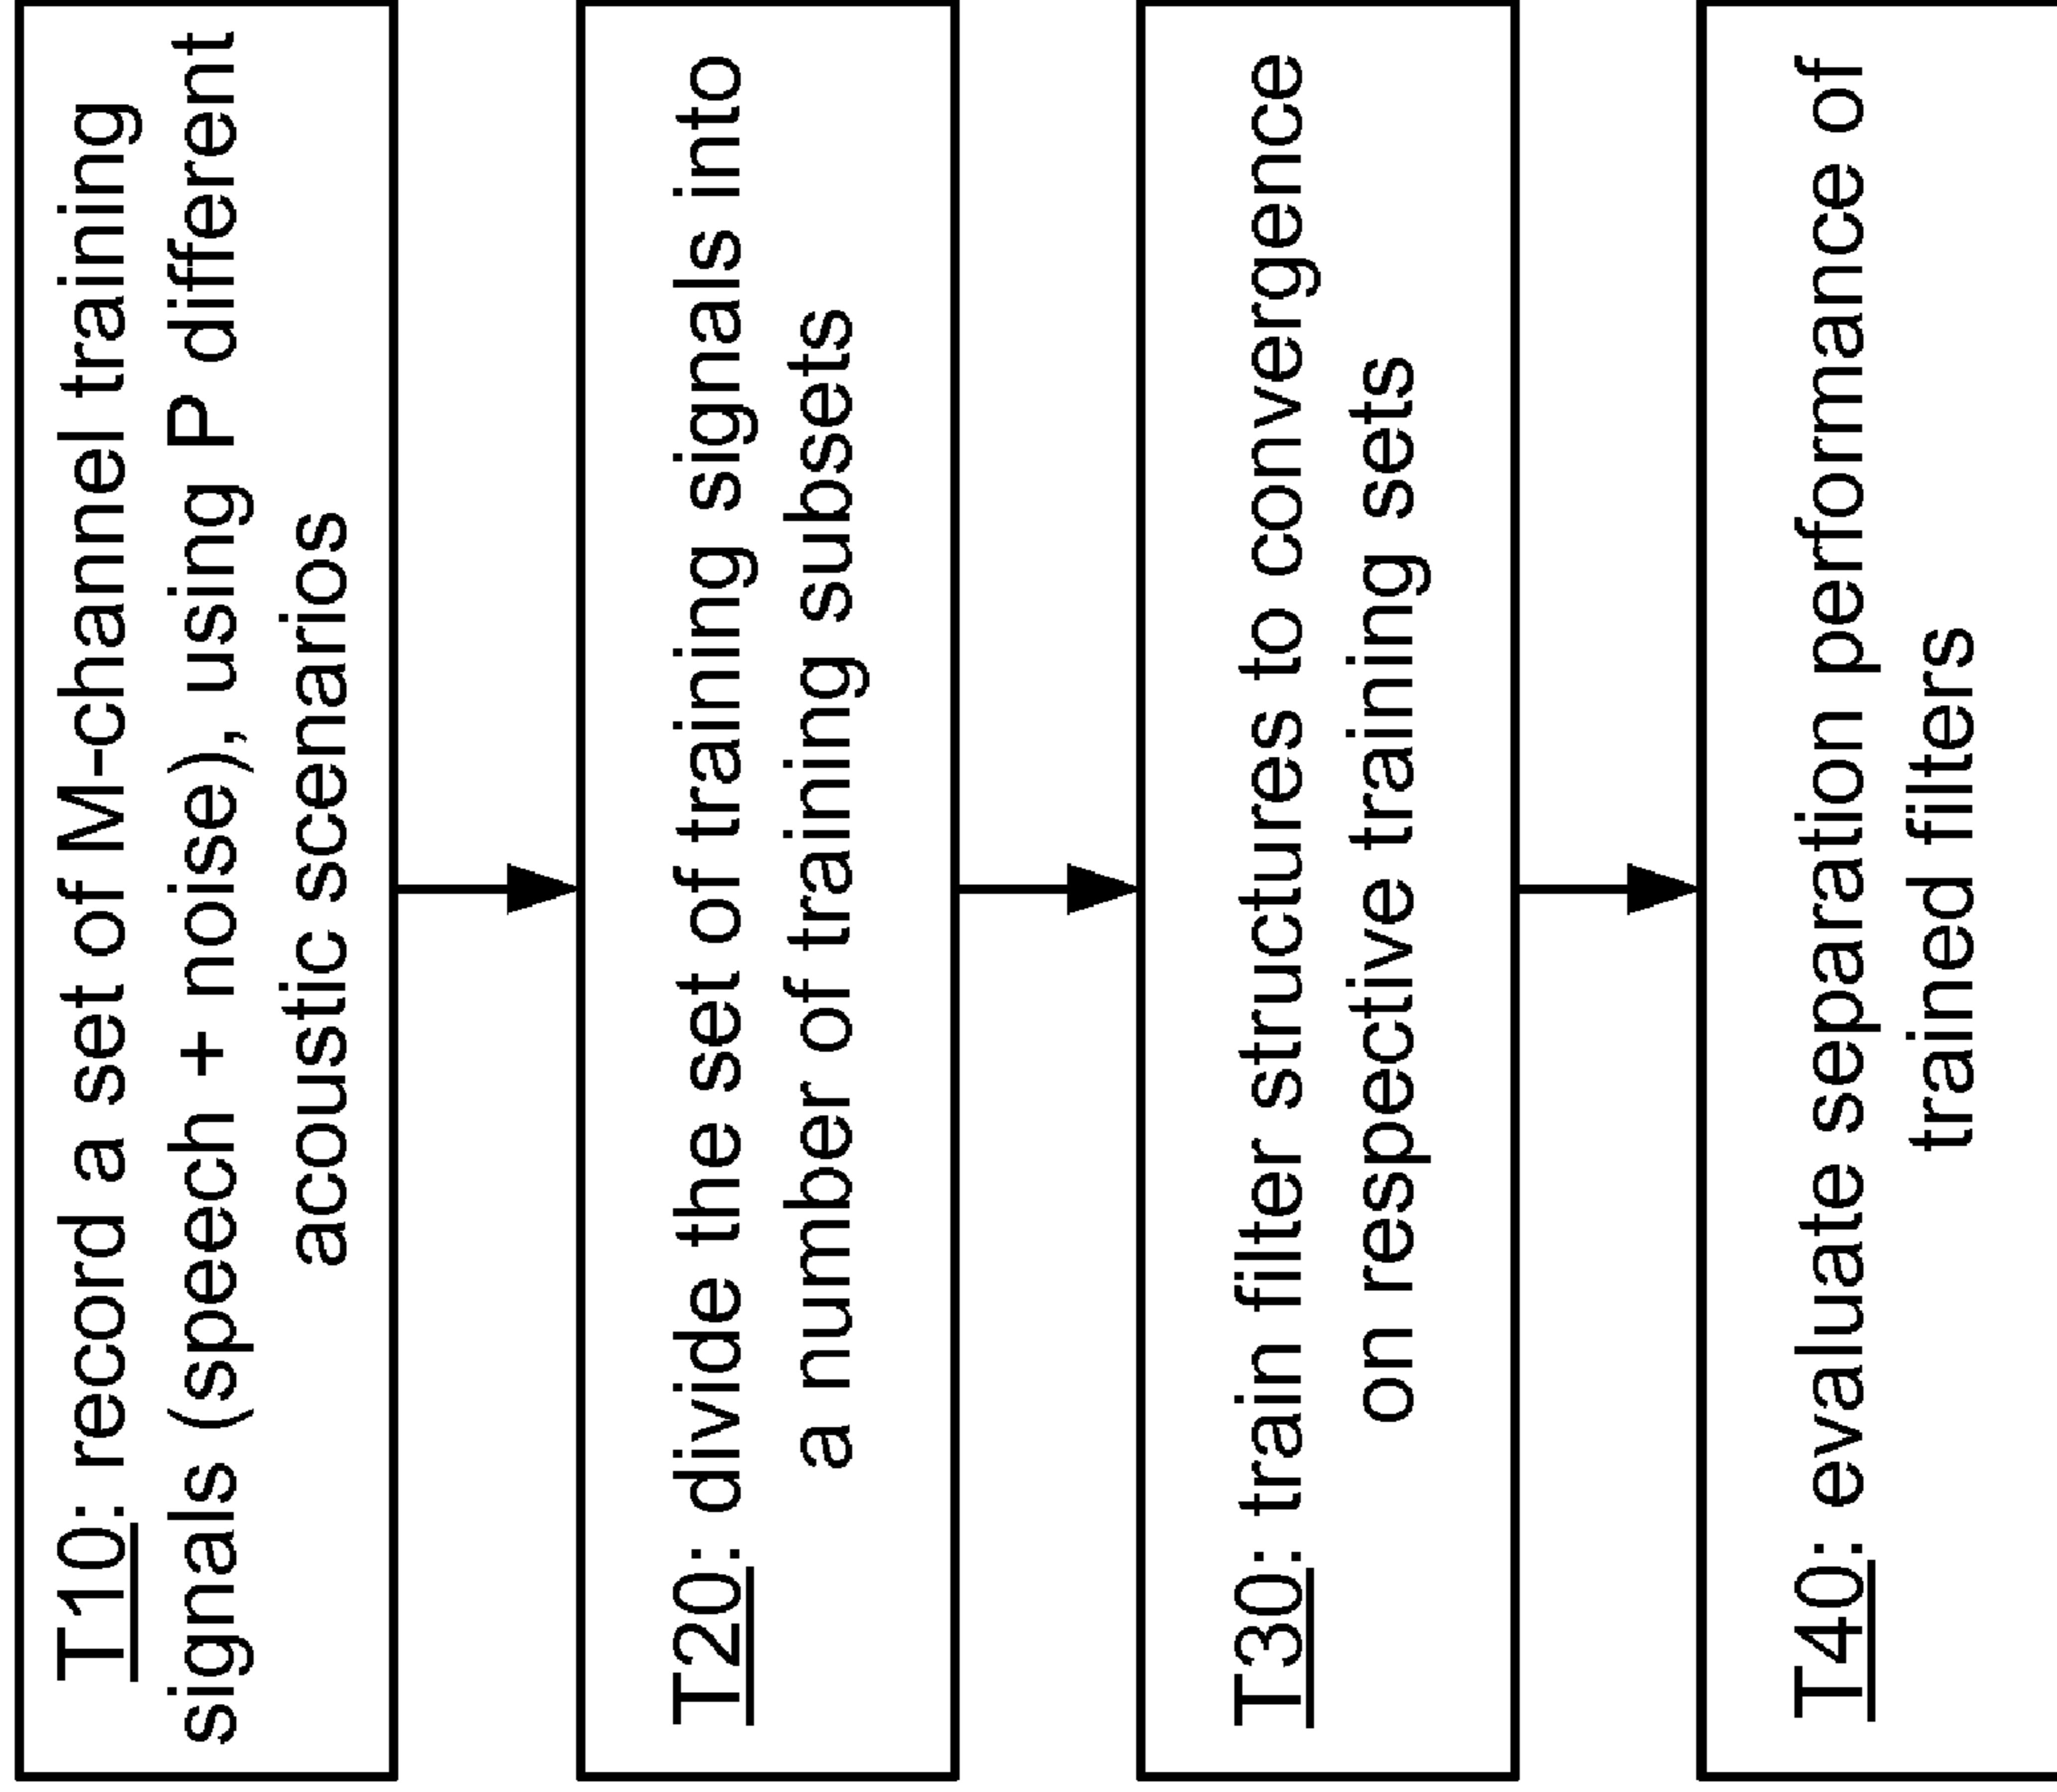 T10: record a set of M-channel training
signals (speech + noise), using P different
acoustic scenarios
T20: divide the set of training signals into
a number of training subsets
T30: train filter structures to convergence
on respective training sets
T40: evaluate separation performance of
trained filters